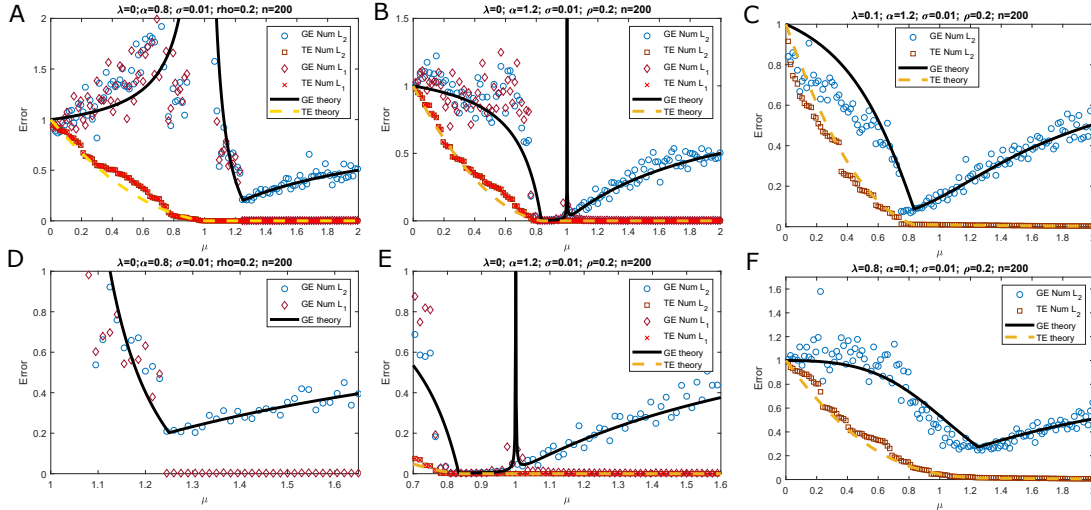 A
λ=0;α=0.8; σ=0.01; rho=0.2; n=200
GE Num L2
TE Num L2
GE Num L1
TE Num L1
GE theory
TE theory
Error
2
1.5
1
0.5
0
0 0.2 0.4 0.6 0.8 1 1.2 1.4 1.6 1.8 2
μ
B
λ=0; α=1.2; σ=0.01; ρ=0.2; n=200
GE Num L2
TE Num L2
GE Num L1
TE Num L1
GE theory
TE theory
Error
1.5
1
0.5
0
0 0.2 0.4 0.6 0.8 1 1.2 1.4 1.6 1.8 2
μ
C
λ=0.1; α=1.2; σ=0.01; ρ=0.2; n=200
GE Num L2
TE Num L2
GE theory
TE theory
Error
1
0.8
0.6
0.4
0.2
0
0 0.2 0.4 0.6 0.8 1 1.2 1.4 1.6 1.8
μ
D
λ=0;α=0.8; σ=0.01; rho=0.2; n=200
GE Num L2
GE Num L1
GE theory
Error
1
0.8
0.6
0.4
0.2
0
1 1.1 1.2 1.3 1.4 1.5 1.6
μ
E
λ=0; α=1.2; σ=0.01; ρ=0.2; n=200
GE Num L2
TE Num L2
GE Num L1
TE Num L1
GE theory
TE theory
Error
1
0.8
0.6
0.4
0.2
0
0.7 0.8 0.9 1 1.1 1.2 1.3 1.4 1.5 1.6
μ
F
λ=0.8; α=0.1; σ=0.01; ρ=0.2; n=200
GE Num L2
TE Num L2
GE theory
TE theory
Error
1.6
1.4
1.2
1.0
0.8
0.6
0.4
0.2
0
0 0.2 0.4 0.6 0.8 1 1.2 1.4 1.6 1.8
μ